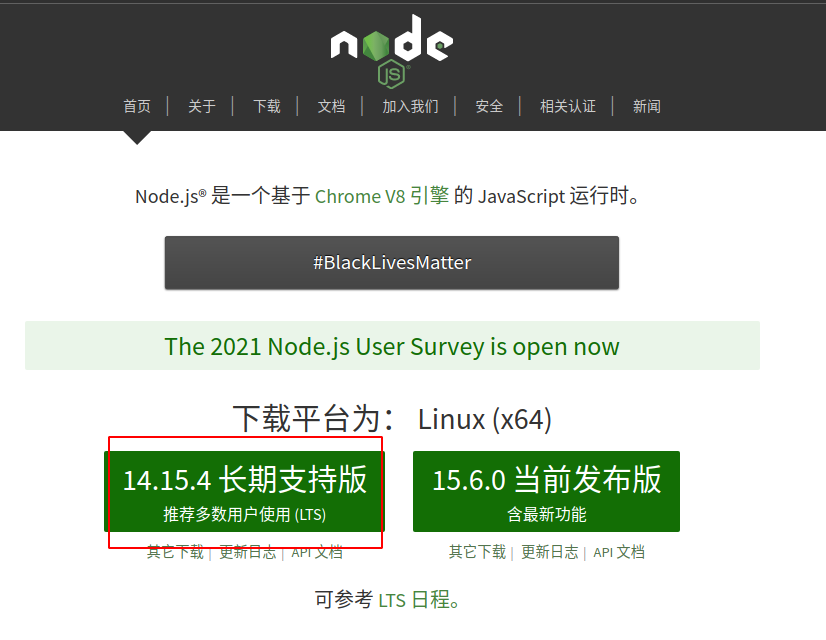 node
JS
首页 | 关于 | 下载 | 文档 | 加入我们 | 安全 | 相关认证 | 新闻
Node.js® 是一个基于 Chrome V8 引擎 的 JavaScript 运行时。
#BlackLivesMatter
The 2021 Node.js User Survey is open now
下载平台为： Linux (x64)
14.15.4 长期支持版
推荐多数用户使用 (LTS)
其它下载 | 更新日志 | API 文档
15.6.0 当前发布版
含最新功能
其它下载 | 更新日志 | API 文档
可参考 LTS 日程。